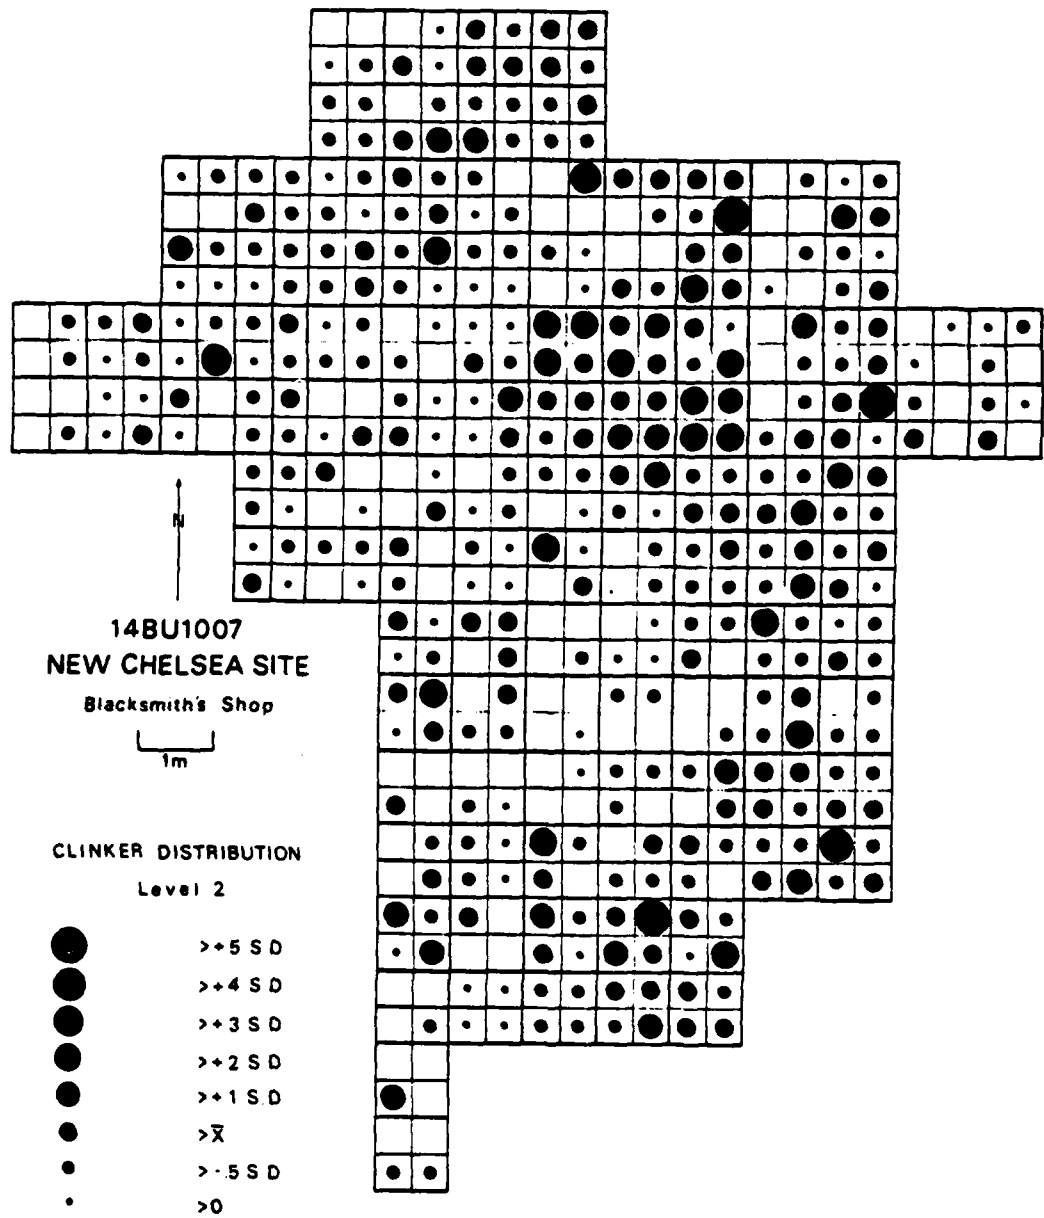 N
14BU1007
NEW CHELSEA SITE
Blacksmith's Shop
1m
CLINKER DISTRIBUTION
Level 2
>+5 S D
>+4 S D
>+3 S D
>+2 S D
>+1 S.D
>X̄
>-.5 S D
>0